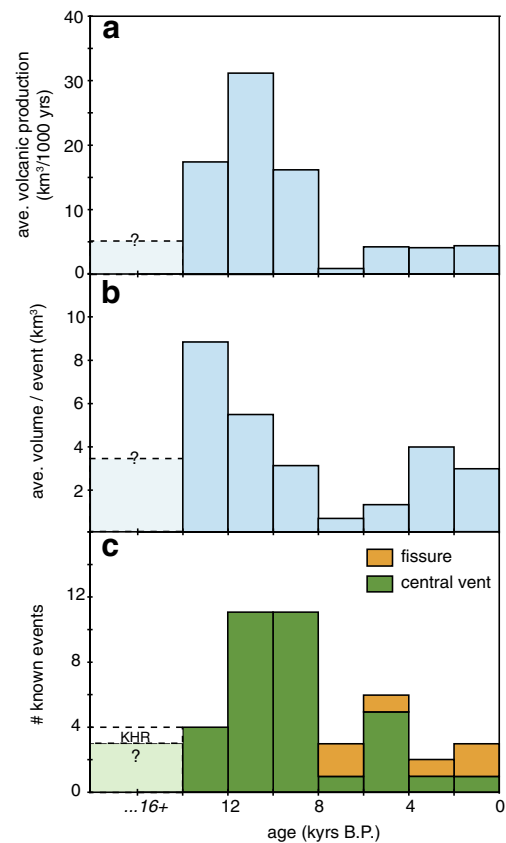 a
40
30
20
10
0
ave. volcanic production
(km³/1000 yrs)
?
b
10
8
6
4
2
ave. volume / event (km³)
?
c
fissure
central vent
12
8
4
0
# known events
KHR
?
...16+ 12 8 4 0
age (kyrs B.P.)